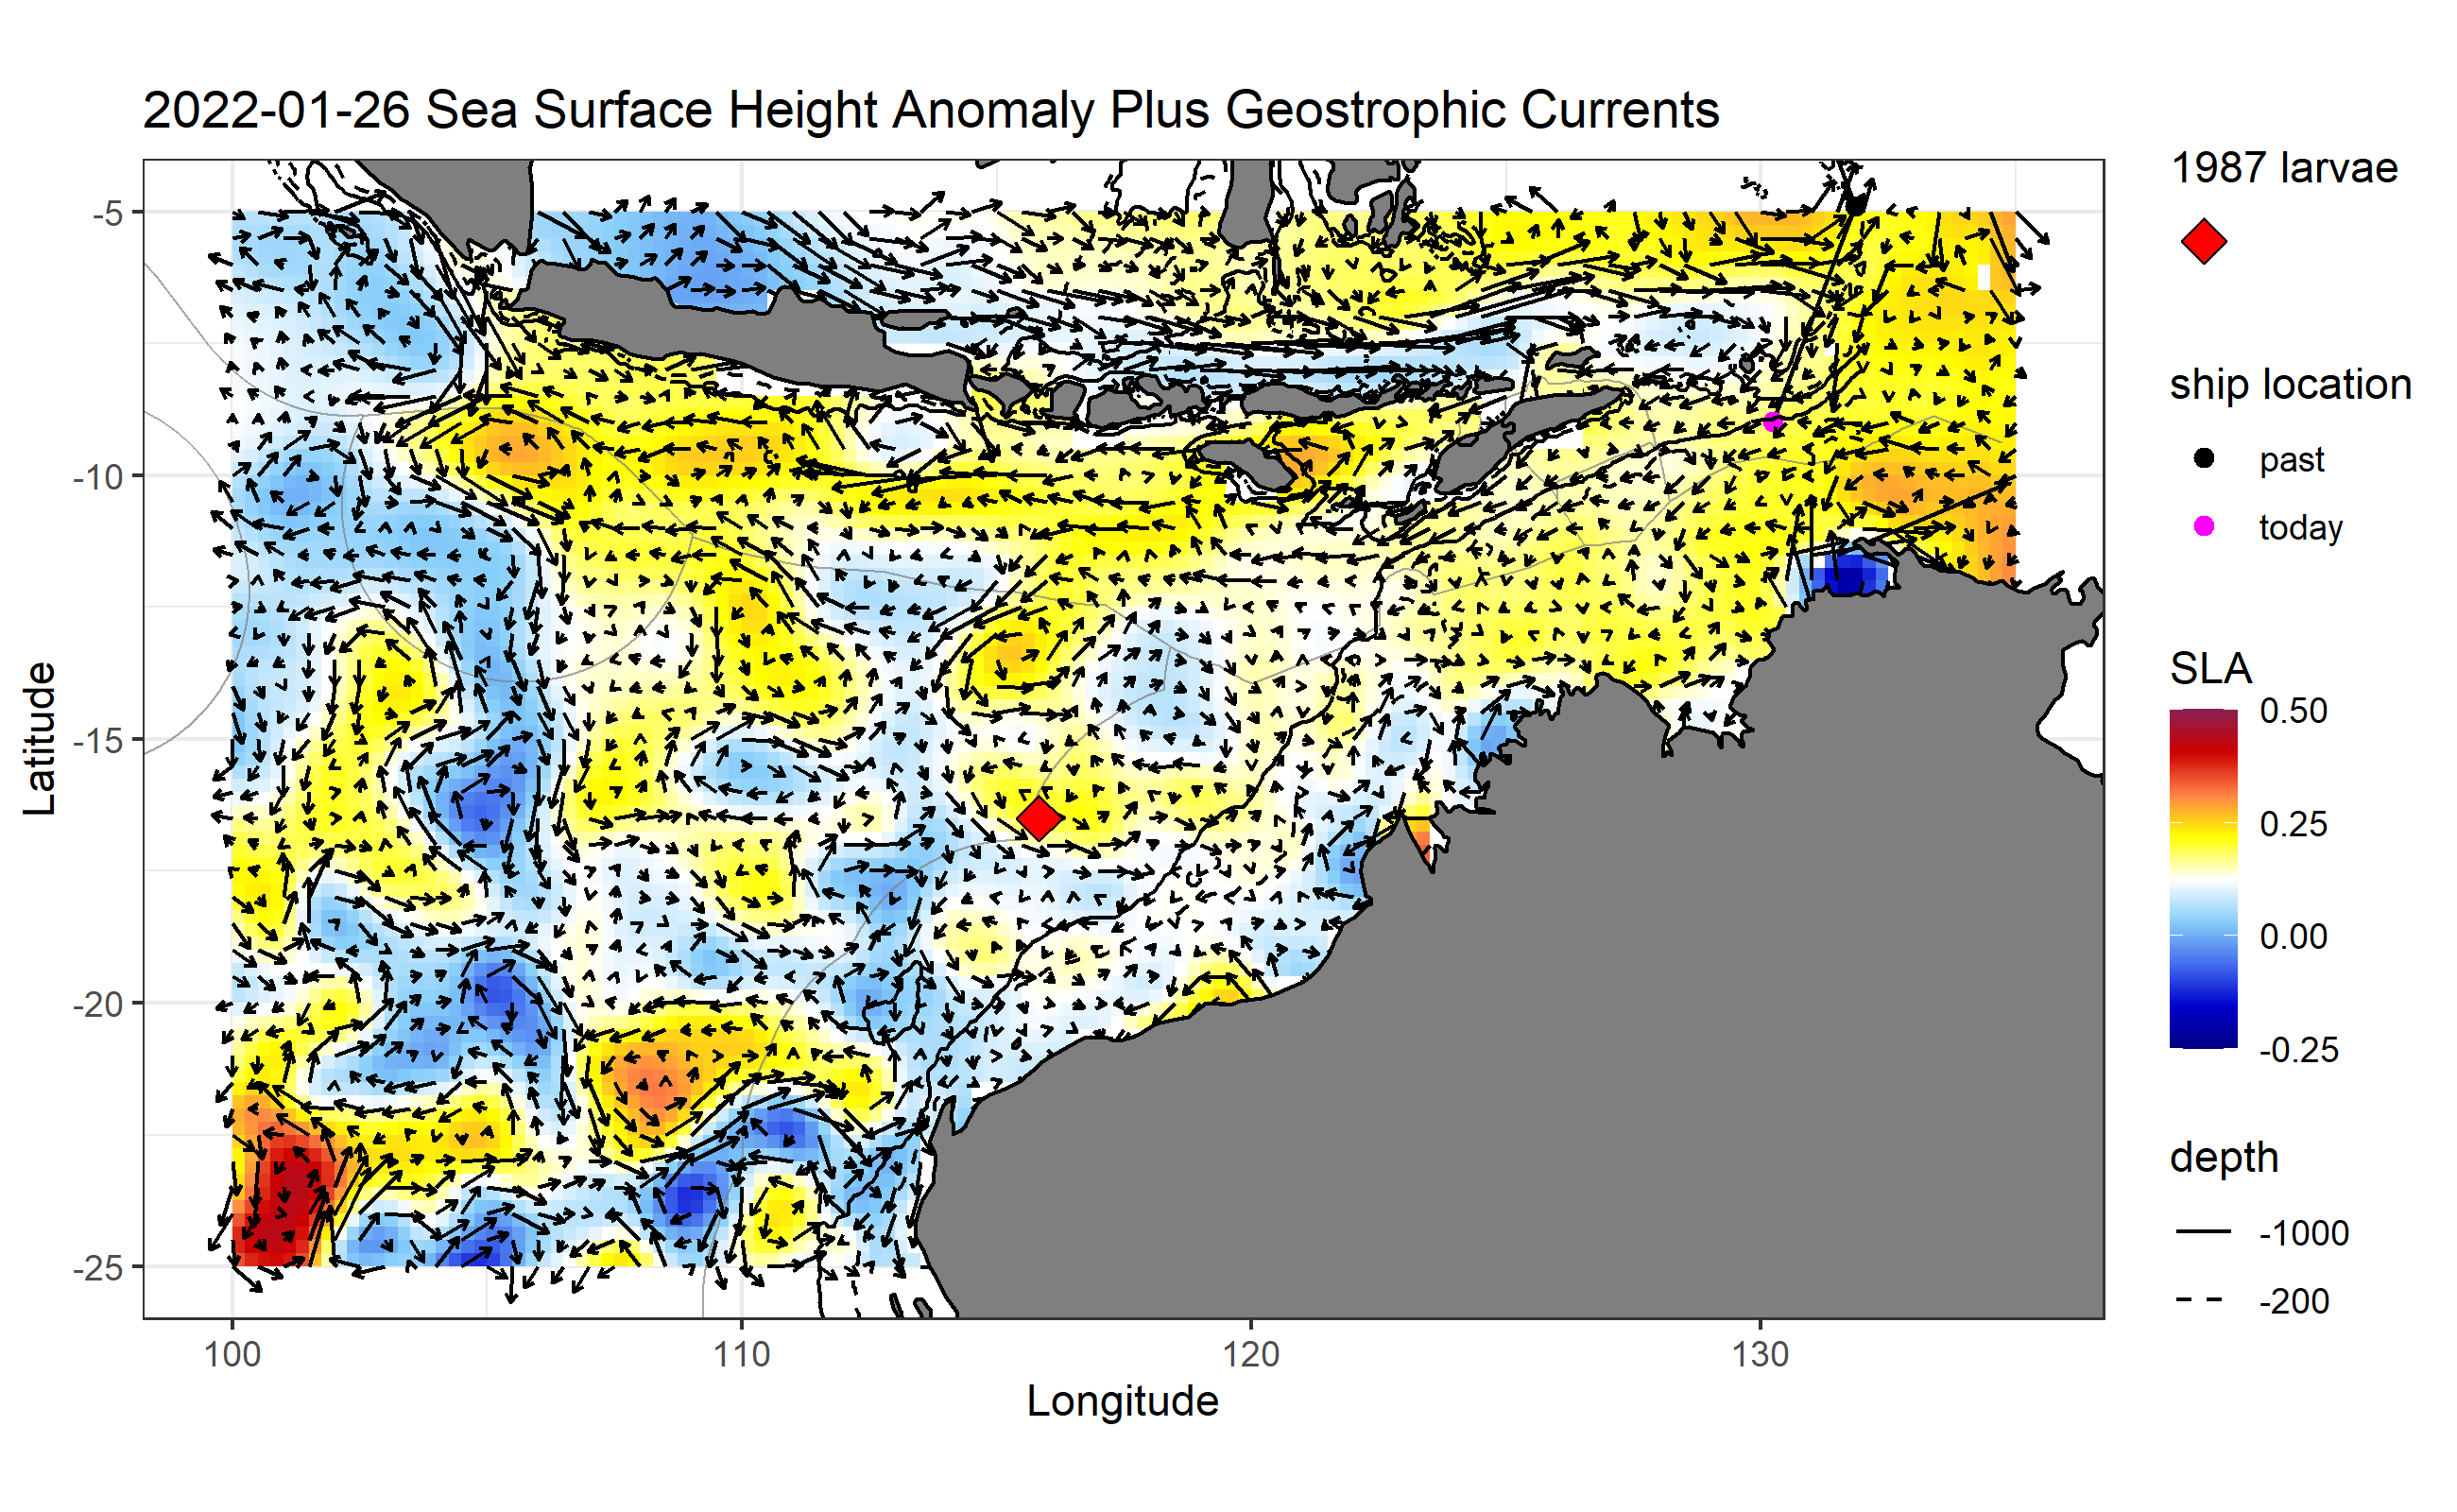 2022-01-26 Sea Surface Height Anomaly Plus Geostrophic Currents
1987 larvae
ship location
past
today
SLA
0.50
0.25
0.00
-0.25
depth
-1000
-200
Latitude
-5
-10
-15
-20
-25
100
110
120
130
Longitude